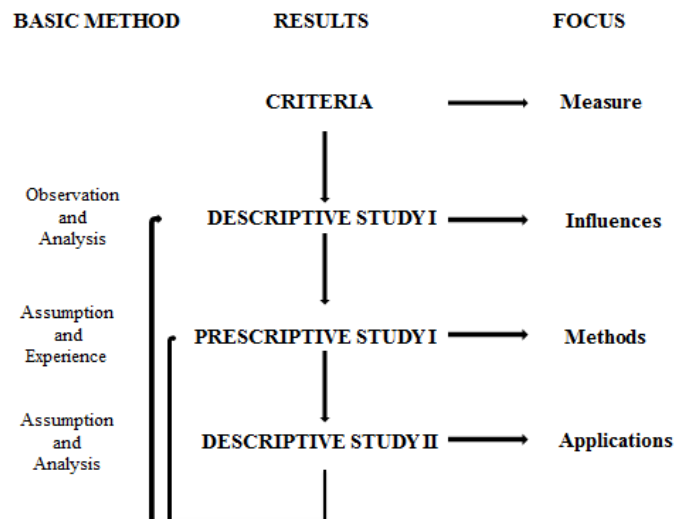 BASIC METHOD RESULTS FOCUS
CRITERIA Measure
Observation
and
Analysis
DESCRIPTIVE STUDY I Influences
Assumption
and
Experience
PRESCRIPTIVE STUDY I Methods
Assumption
and
Analysis
DESCRIPTIVE STUDY II Applications